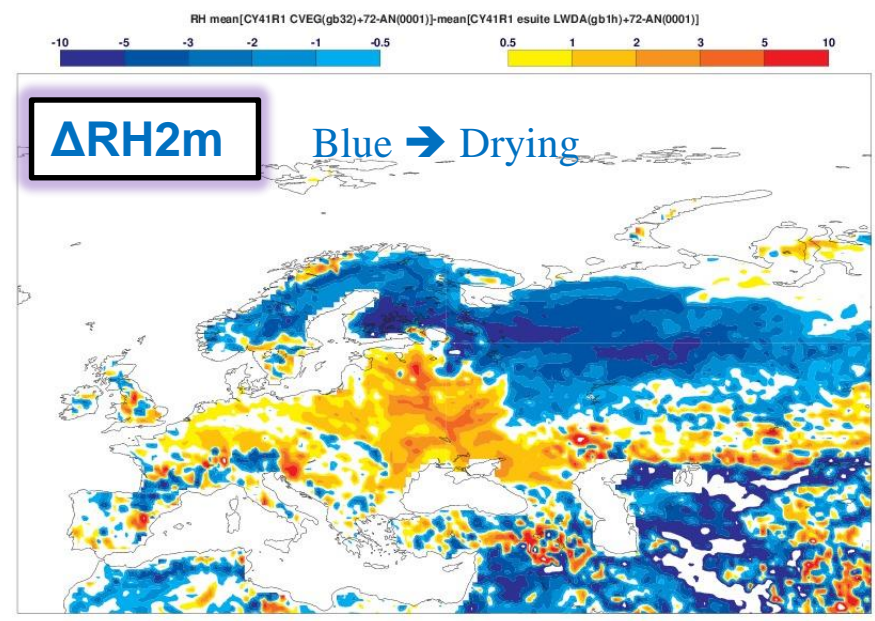 RH mean[CY41R1 CVEG(gb32)+72-AN(0001)]-mean[CY41R1 esuite LWDA(gb1h)+72-AN(0001)]
-10 -5 -3 -2 -1 -0.5 0.5 1 2 3 5 10
ΔRH2m
Blue ➔ Drying